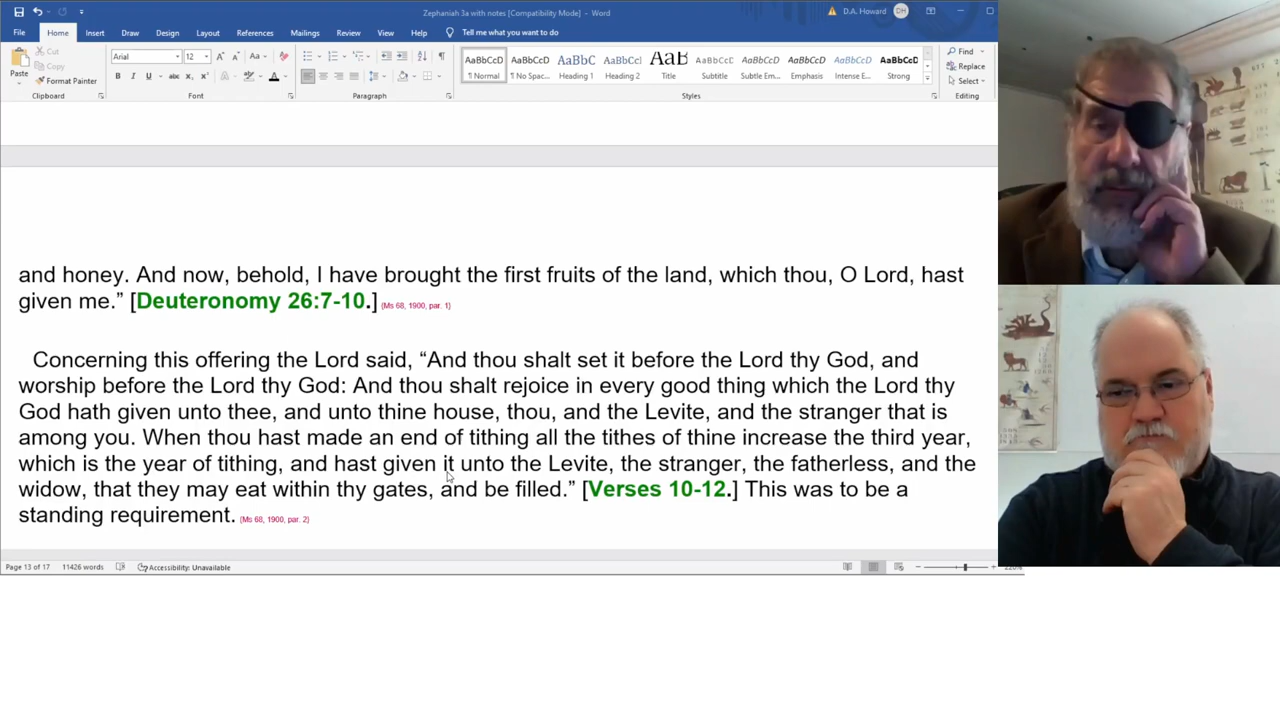 Zephaniah 3a with notes [Compatibility Mode] - Word
D.A. Howard
DH
File Home Insert Draw Design Layout References Mailings Review View Help Tell me what you want to do
Paste
Cut
Copy
Format Painter
Clipboard
Arial 12
Font
Paragraph
AaBbCcD AaBbCcD AaBbC AaBbCcl AaB AaBbCcD AaBbCcD AaBbCcD AaBbCcD AaBbCcD
¶ Normal ¶ No Spac... Heading 1 Heading 2 Title Subtitle Subtle Em... Emphasis Intense E... Strong
Styles
Find
Replace
Select
Editing
and honey. And now, behold, I have brought the first fruits of the land, which thou, O Lord, hast
given me.” [Deuteronomy 26:7-10.] {Ms 68, 1900, par. 1}
Concerning this offering the Lord said, “And thou shalt set it before the Lord thy God, and
worship before the Lord thy God: And thou shalt rejoice in every good thing which the Lord thy
God hath given unto thee, and unto thine house, thou, and the Levite, and the stranger that is
among you. When thou hast made an end of tithing all the tithes of thine increase the third year,
which is the year of tithing, and hast given it unto the Levite, the stranger, the fatherless, and the
widow, that they may eat within thy gates, and be filled.” [Verses 10-12.] This was to be a
standing requirement. {Ms 68, 1900, par. 2}
Page 13 of 17 11426 words Accessibility: Unavailable